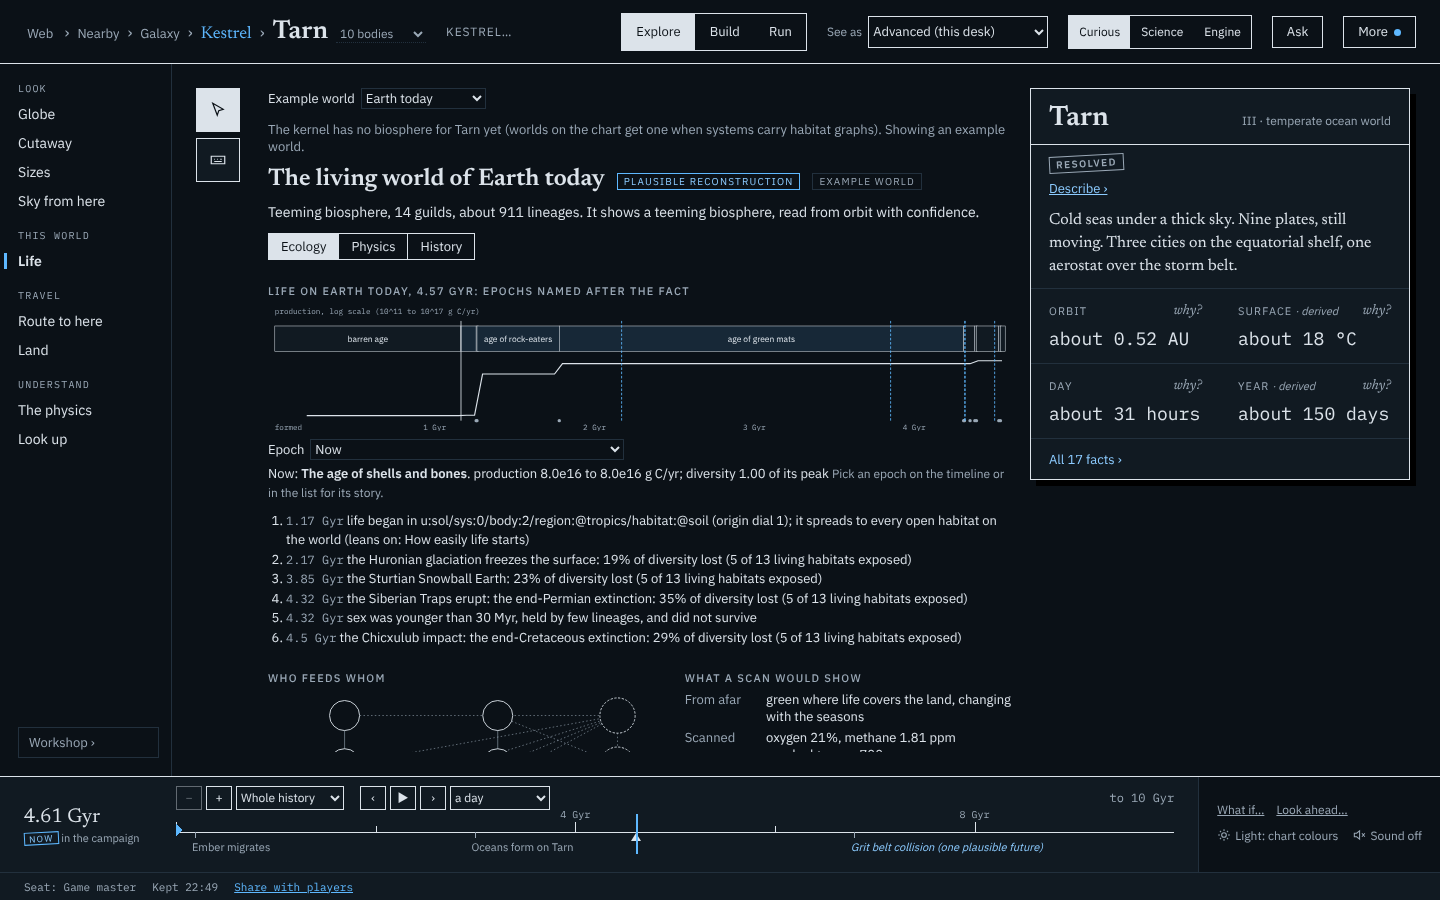 Web › Nearby › Galaxy › Kestrel › Tarn 10 bodies KESTREL...
Explore Build Run See as Advanced (this desk) Curious Science Engine Ask More
LOOK
Globe
Cutaway
Sizes
Sky from here
THIS WORLD
Life
TRAVEL
Route to here
Land
UNDERSTAND
The physics
Look up
Workshop ›
Example world Earth today
The kernel has no biosphere for Tarn yet (worlds on the chart get one when systems carry habitat graphs). Showing an example
world.
The living world of Earth today PLAUSIBLE RECONSTRUCTION EXAMPLE WORLD
Teeming biosphere, 14 guilds, about 911 lineages. It shows a teeming biosphere, read from orbit with confidence.
Ecology Physics History
LIFE ON EARTH TODAY, 4.57 GYR: EPOCHS NAMED AFTER THE FACT
production, log scale (10^11 to 10^17 g C/yr)
barren age age of rock-eaters age of green mats
formed 1 Gyr 2 Gyr 3 Gyr 4 Gyr
Epoch Now
Now: The age of shells and bones. production 8.0e16 to 8.0e16 g C/yr; diversity 1.00 of its peak Pick an epoch on the timeline or
in the list for its story.
1. 1.17 Gyr life began in u:sol/sys:0/body:2/region:@tropics/habitat:@soil (origin dial 1); it spreads to every open habitat on
the world (leans on: How easily life starts)
2. 2.17 Gyr the Huronian glaciation freezes the surface: 19% of diversity lost (5 of 13 living habitats exposed)
3. 3.85 Gyr the Sturtian Snowball Earth: 23% of diversity lost (5 of 13 living habitats exposed)
4. 4.32 Gyr the Siberian Traps erupt: the end-Permian extinction: 35% of diversity lost (5 of 13 living habitats exposed)
5. 4.32 Gyr sex was younger than 30 Myr, held by few lineages, and did not survive
6. 4.5 Gyr the Chicxulub impact: the end-Cretaceous extinction: 29% of diversity lost (5 of 13 living habitats exposed)
WHO FEEDS WHOM
WHAT A SCAN WOULD SHOW
From afar green where life covers the land, changing
with the seasons
Scanned oxygen 21%, methane 1.81 ppm
Tarn III · temperate ocean world
RESOLVED
Describe ›
Cold seas under a thick sky. Nine plates, still
moving. Three cities on the equatorial shelf, one
aerostat over the storm belt.
ORBIT why? SURFACE · derived why?
about 0.52 AU about 18 °C
DAY why? YEAR · derived why?
about 31 hours about 150 days
All 17 facts ›
4.61 Gyr
NOW in the campaign
− + Whole history ‹ ▶ › a day to 10 Gyr
4 Gyr 8 Gyr
Ember migrates Oceans form on Tarn Grit belt collision (one plausible future)
What if... Look ahead...
Light: chart colours Sound off
Seat: Game master Kept 22:49 Share with players